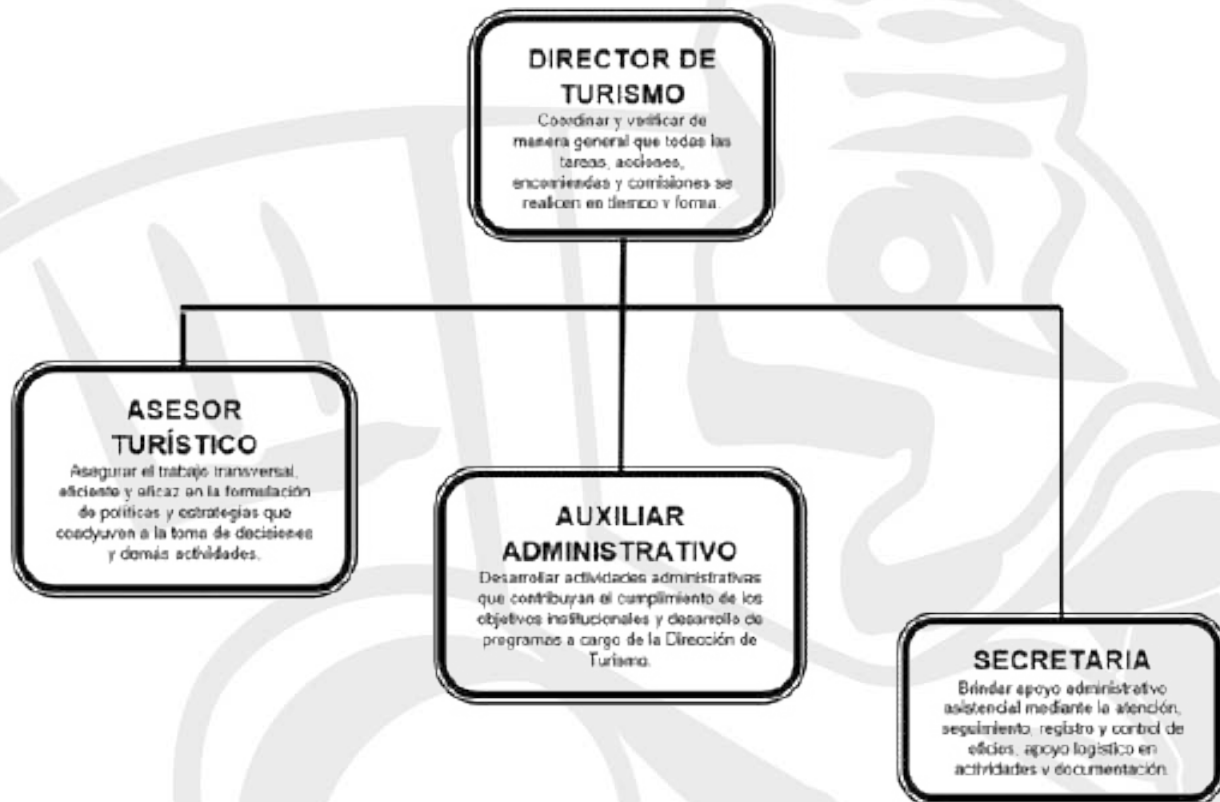 DIRECTOR DE
TURISMO
Coordinar y verificar de
manera general que todas las
tareas, acciones,
encomiendas y comisiones se
realicen en tiempo y forma.
ASESOR
TURÍSTICO
Asegurar el trabajo transversal,
eficiente y eficaz en la formulación
de políticas y estrategias que
coadyuven a la toma de decisiones
y demás actividades.
AUXILIAR
ADMINISTRATIVO
Desarrollar actividades administrativas
que contribuyan el cumplimiento de los
objetivos institucionales y desarrollo de
programas a cargo de la Dirección de
Turismo.
SECRETARIA
Brindar apoyo administrativo
asistencial mediante la atención,
seguimiento, registro y control de
oficios, apoyo logístico en
actividades y documentación.